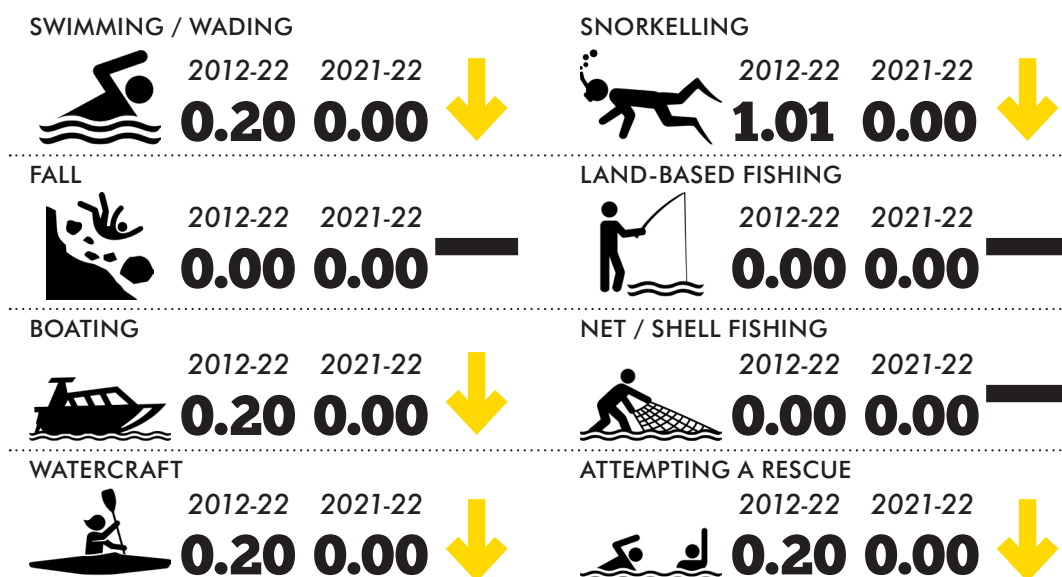 SWIMMING / WADING
2012-22 2021-22
0.20 0.00
SNORKELLING
2012-22 2021-22
1.01 0.00
FALL
2012-22 2021-22
0.00 0.00
LAND-BASED FISHING
2012-22 2021-22
0.00 0.00
BOATING
2012-22 2021-22
0.20 0.00
NET / SHELL FISHING
2012-22 2021-22
0.00 0.00
WATERCRAFT
2012-22 2021-22
0.20 0.00
ATTEMPTING A RESCUE
2012-22 2021-22
0.20 0.00